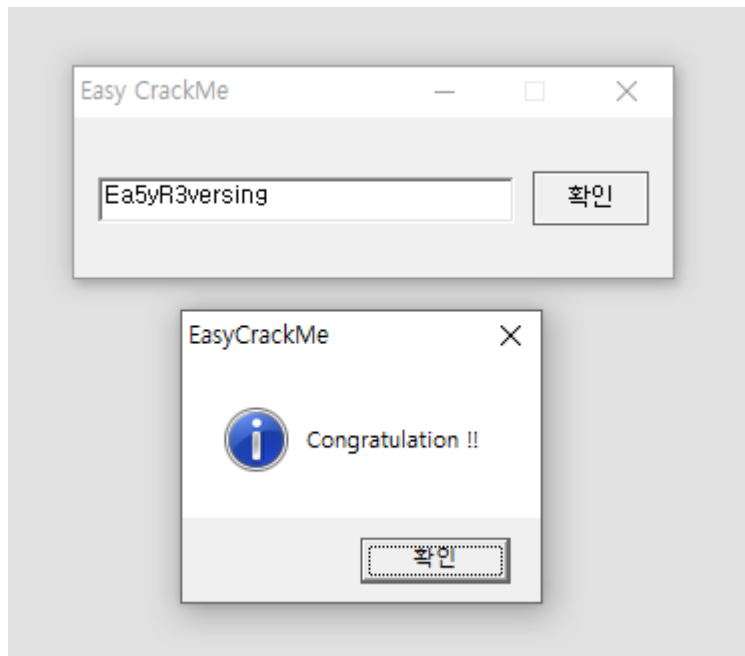 Easy CrackMe
Ea5yR3versing
확인
EasyCrackMe
Congratulation !!
확인